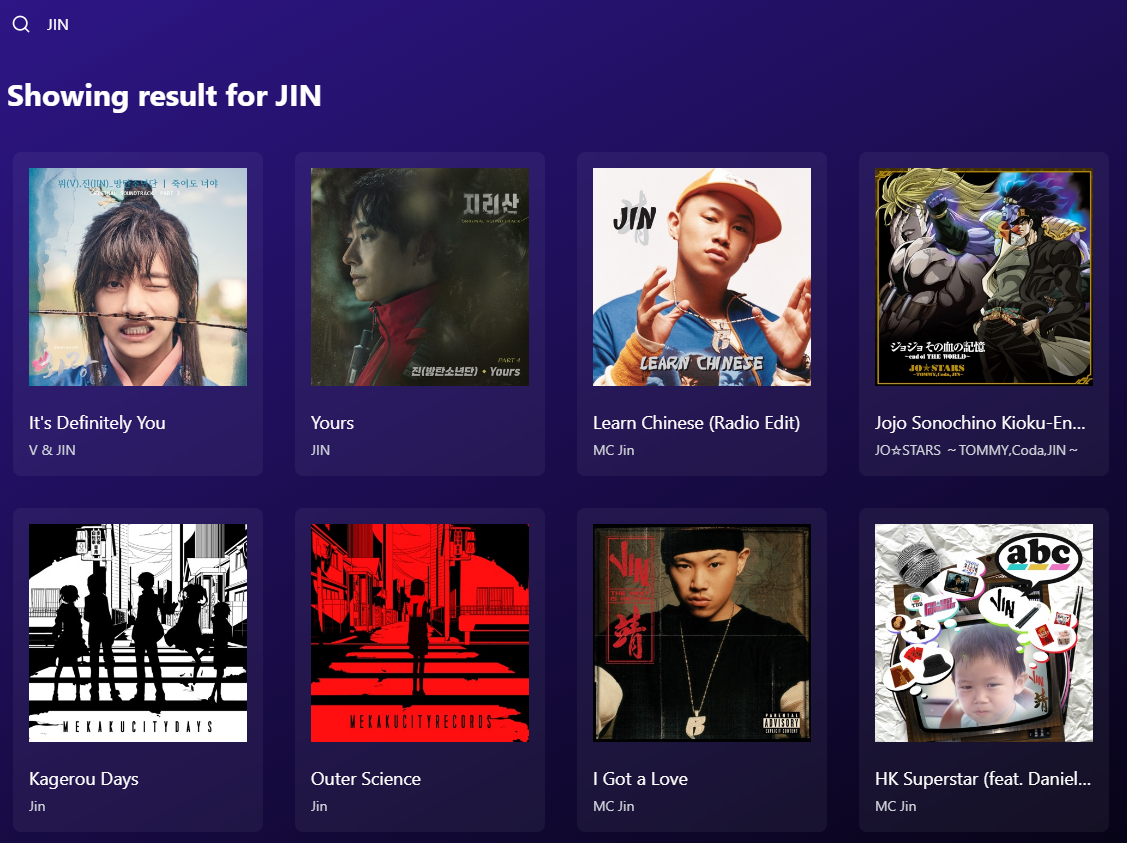 JIN
Showing result for JIN
뷔(V),진(JIN)_방탄소년단 | 죽어도 너야
지리산
PART 4
진(방탄소년단) • Yours
JIN
LEARN CHINESE
ジョジョ その血の記憶
~end of THE WORLD~
JO☆STARS
~TOMMY,Coda,JIN~
It's Definitely You
V & JIN
Yours
JIN
Learn Chinese (Radio Edit)
MC Jin
Jojo Sonochino Kioku-En...
JO☆STARS ～TOMMY,Coda,JIN～
MEKAKUCITYDAYS
MEKAKUCITYRECORDS
JIN
靖
PARENTAL
ADVISORY
EXPLICIT CONTENT
abc
JIN
Kagerou Days
Jin
Outer Science
Jin
I Got a Love
MC Jin
HK Superstar (feat. Daniel...
MC Jin